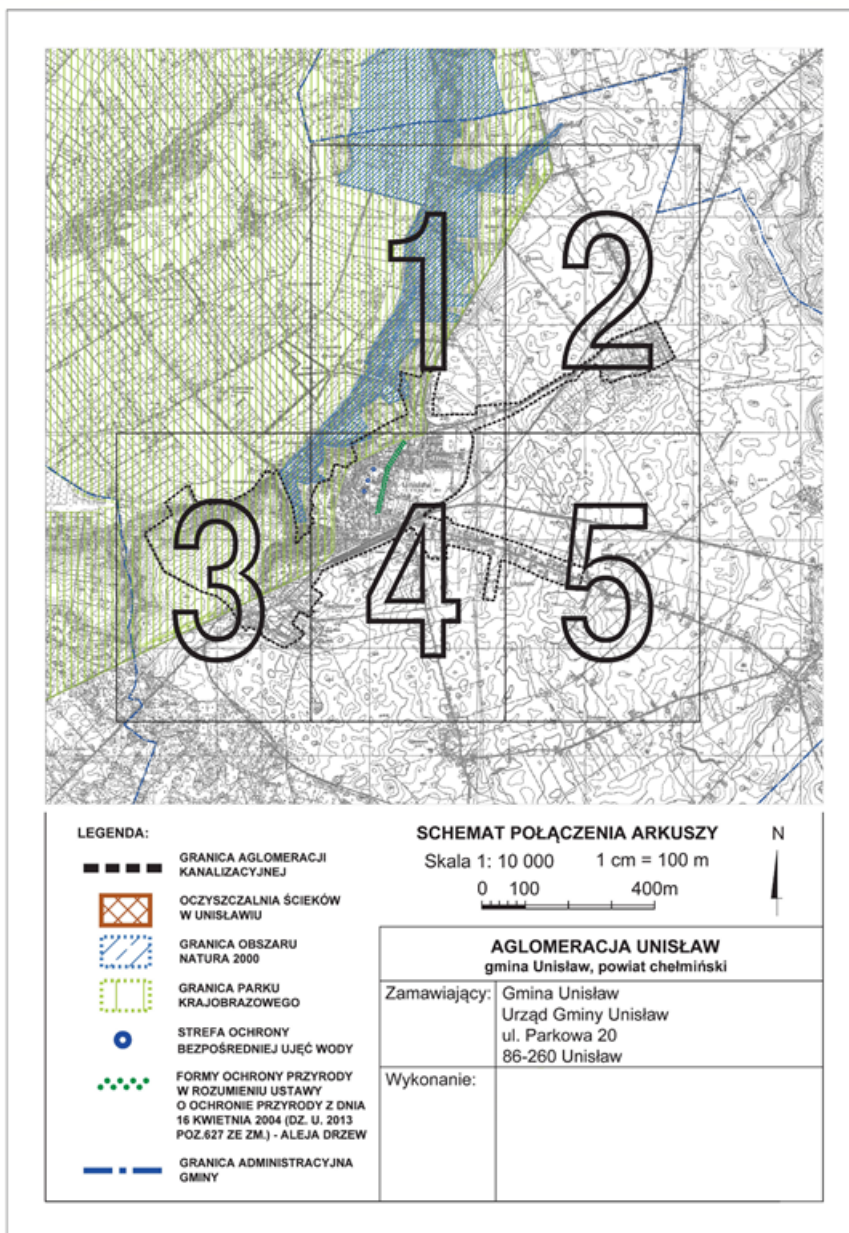 1
2
3
4
5
LEGENDA:
GRANICA AGLOMERACJI
KANALIZACYJNEJ
OCZYSZCZALNIA ŚCIEKÓW
W UNISŁAWIU
GRANICA OBSZARU
NATURA 2000
GRANICA PARKU
KRAJOBRAZOWEGO
STREFA OCHRONY
BEZPOŚREDNIEJ UJĘĆ WODY
FORMY OCHRONY PRZYRODY
W ROZUMIENIU USTAWY
O OCHRONIE PRZYRODY Z DNIA
16 KWIETNIA 2004 (DZ. U. 2013
POZ.627 ZE ZM.) - ALEJA DRZEW
GRANICA ADMINISTRACYJNA
GMINY
SCHEMAT POŁĄCZENIA ARKUSZY
Skala 1: 10 000 1 cm = 100 m
0 100 400m
N
AGLOMERACJA UNISŁAW
gmina Unisław, powiat chełmiński
Zamawiający: Gmina Unisław
Urząd Gminy Unisław
ul. Parkowa 20
86-260 Unisław
Wykonanie: